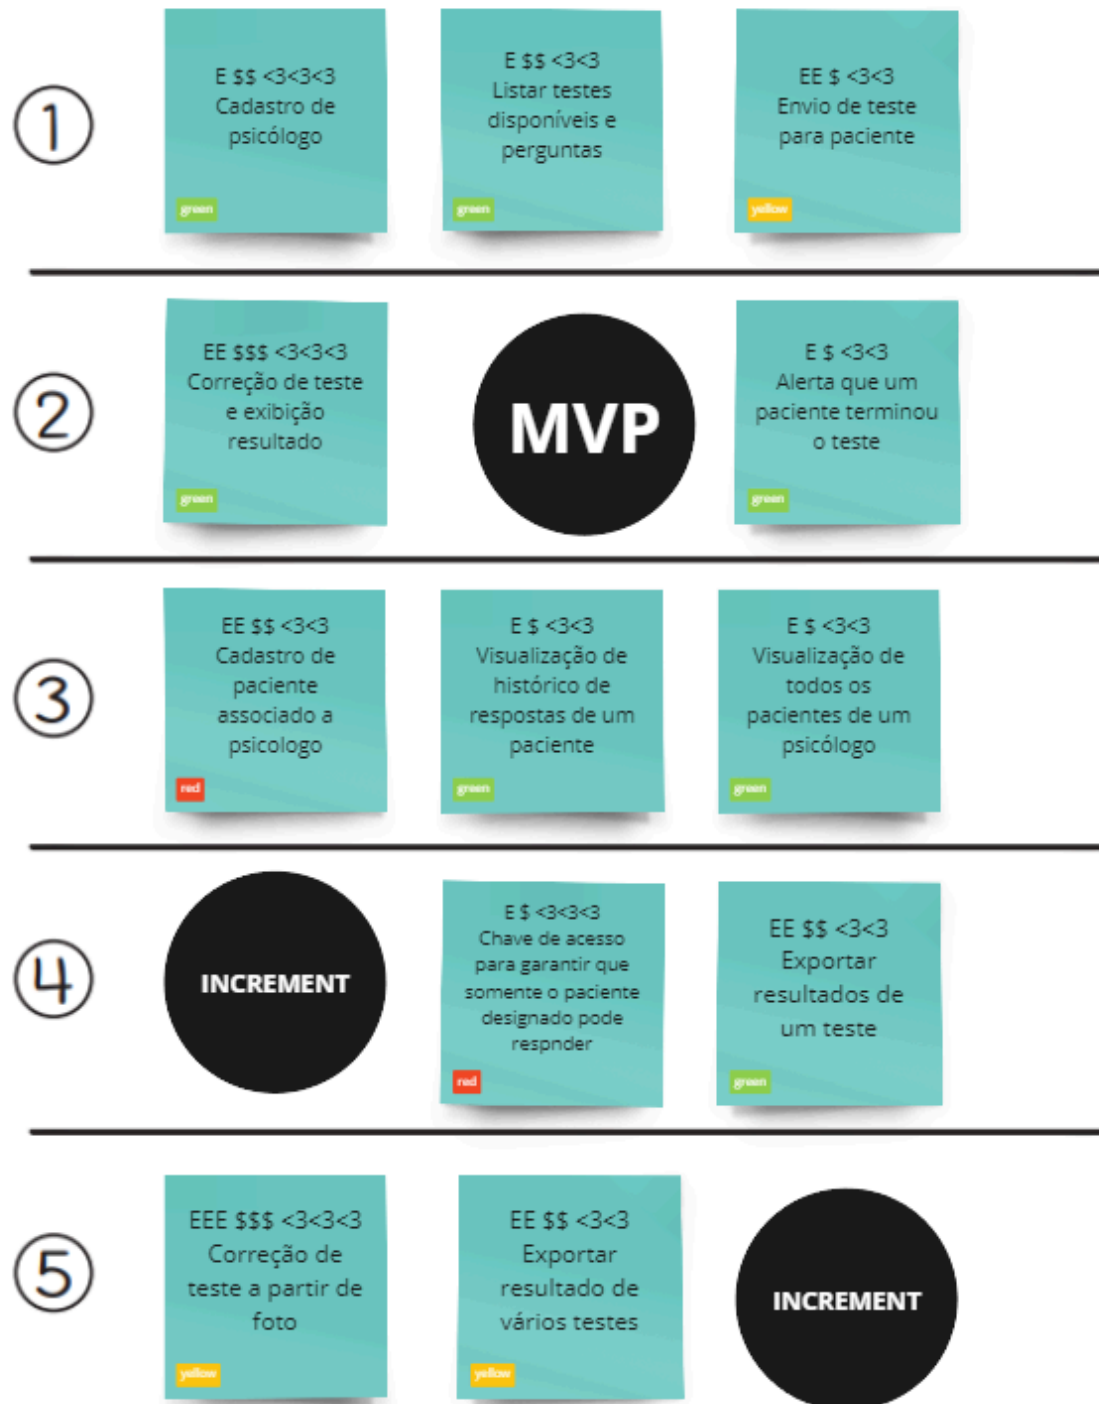 1
E $$ <3<3<3
Cadastro de
psicólogo
green
E $$ <3<3
Listar testes
disponíveis e
perguntas
green
EE $ <3<3
Envio de teste
para paciente
yellow
2
EE $$$ <3<3<3
Correção de teste
e exibição
resultado
green
MVP
E $ <3<3
Alerta que um
paciente terminou
o teste
green
3
EE $$ <3<3
Cadastro de
paciente
associado a
psicologo
red
E $ <3<3
Visualização de
histórico de
respostas de um
paciente
green
E $ <3<3
Visualização de
todos os
pacientes de um
psicólogo
green
4
INCREMENT
E $ <3<3<3
Chave de acesso
para garantir que
somente o paciente
designado pode
respnder
red
EE $$ <3<3
Exportar
resultados de
um teste
green
5
EEE $$$ <3<3<3
Correção de
teste a partir de
foto
yellow
EE $$ <3<3
Exportar
resultado de
vários testes
yellow
INCREMENT